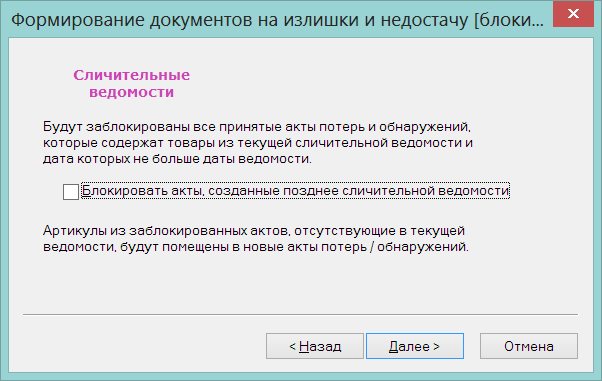 Формирование документов на излишки и недостачу [блоки...
Сличительные
ведомости
Будут заблокированы все принятые акты потерь и обнаружений,
которые содержат товары из текущей сличительной ведомости и
дата которых не больше даты ведомости.
Блокировать акты, созданные позднее сличительной ведомости
Артикулы из заблокированных актов, отсутствующие в текущей
ведомости, будут помещены в новые акты потерь / обнаружений.
< Назад
Далее >
Отмена